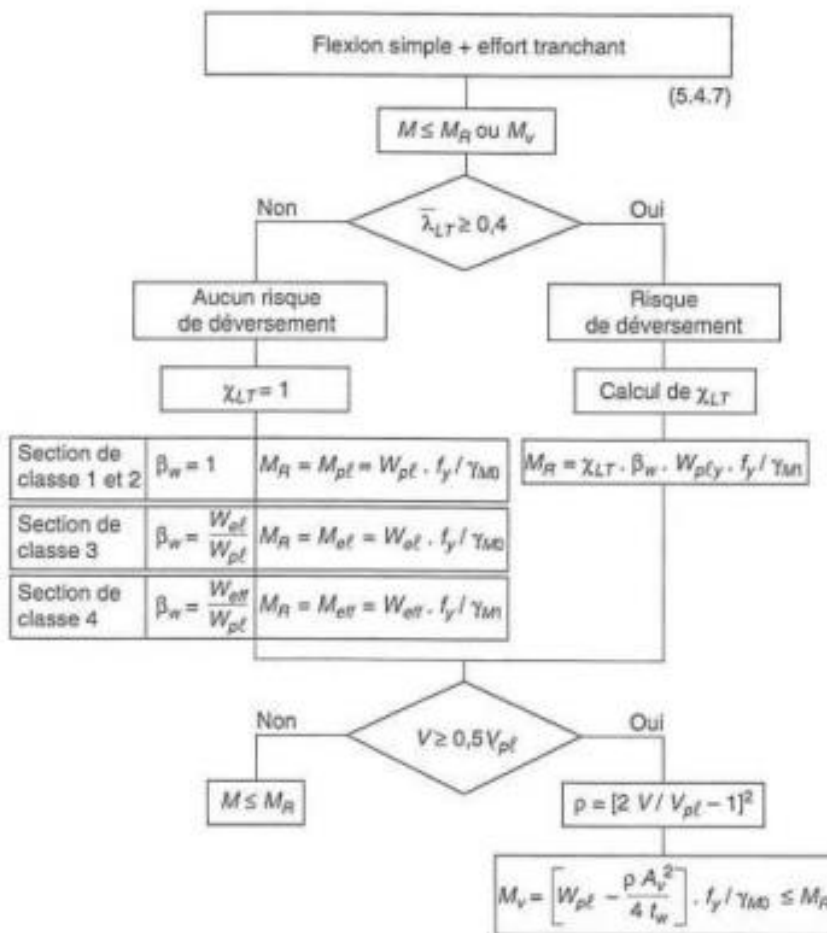 Flexion simple + effort tranchant
(5.4.7)
M ≤ M_R ou M_v
Non
Oui
λ̅_LT ≥ 0,4
Aucun risque
de déversement
Risque
de déversement
χ_LT = 1
Calcul de χ_LT
Section de
classe 1 et 2
β_w = 1
M_R = M_pℓ = W_pℓ . f_y / γ_M0
M_R = χ_LT . β_w . W_pℓy . f_y / γ_M1
Section de
classe 3
β_w = W_eℓ / W_pℓ
M_R = M_eℓ = W_eℓ . f_y / γ_M0
Section de
classe 4
β_w = W_eff / W_pℓ
M_R = M_eff = W_eff . f_y / γ_M1
Non
Oui
V ≥ 0,5 V_pℓ
M ≤ M_R
ρ = [2 V / V_pℓ – 1]²
M_v = [W_pℓ – ρ A_v² / 4 t_w] . f_y / γ_M0 ≤ M_R